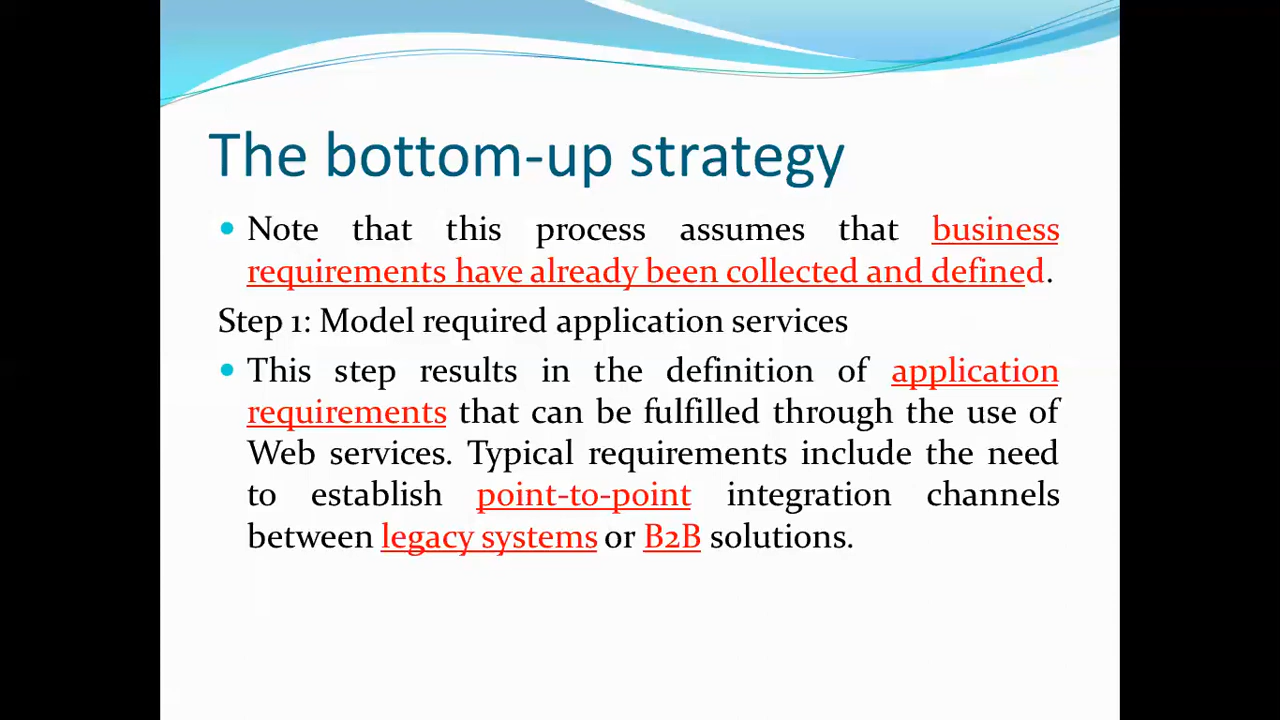 The bottom-up strategy
• Note that this process assumes that business
requirements have already been collected and defined.
Step 1: Model required application services
• This step results in the definition of application
requirements that can be fulfilled through the use of
Web services. Typical requirements include the need
to establish point-to-point integration channels
between legacy systems or B2B solutions.